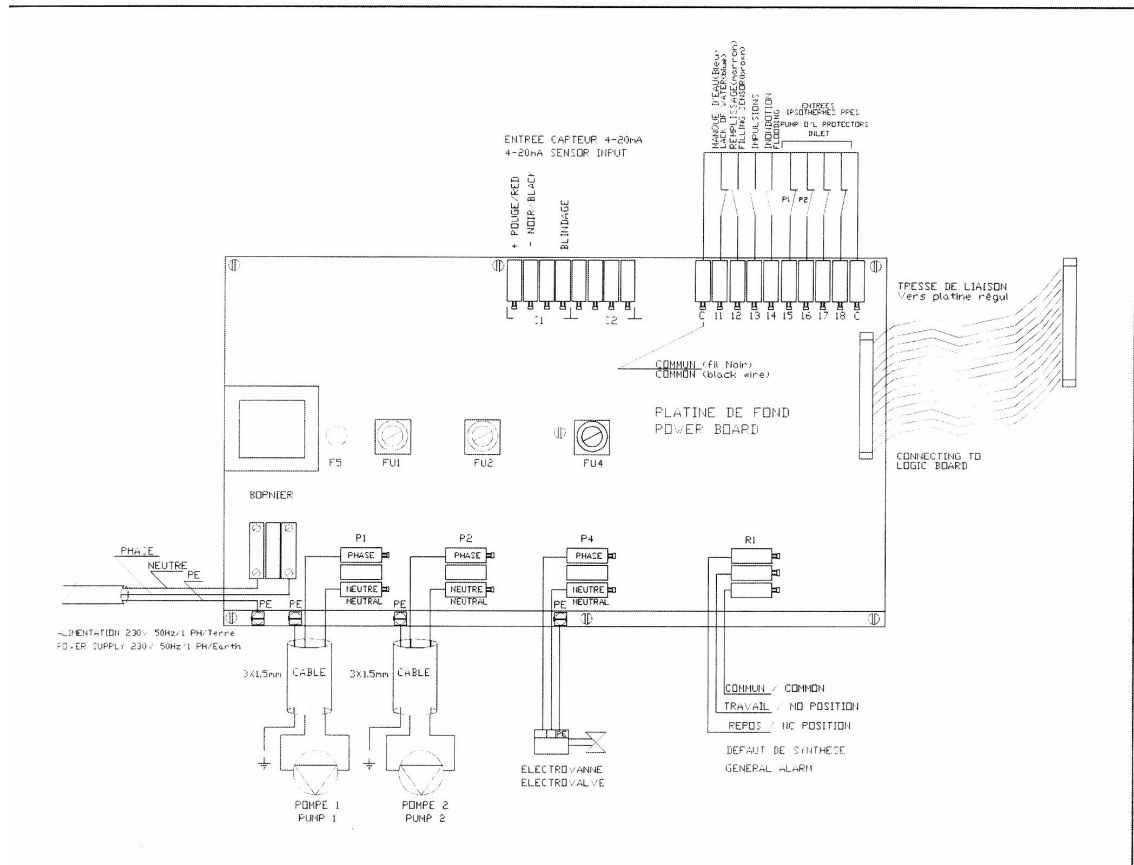 MANQUE D'EAU(Bleu)
LACK OF WATER(blue)
REMPLISSAGE(marron)
FILLING SENSOR(brown)
IMPULSIONS
INONDATION
FLOODING
ENTREES
IPSOTHERMES PPES
PUMP O/L PROTECTORS
INLET
ENTREE CAPTEUR 4-20mA
4-20mA SENSOR INPUT
+ ROUGE/RED
- NOIR/BLACK
BLINDAGE
P1 P2
C 11 12 13 14 15 16 17 18 C
TRESSE DE LIAISON
Vers platine régul
COMMUN (fil Noir)
COMMON (black wire)
PLATINE DE FOND
POWER BOARD
CONNECTING TO
LOGIC BOARD
F5 FU1 FU2 FU4
BORNIER
P1 P2 P4 R1
PHASE PHASE PHASE
NEUTRE NEUTRE NEUTRE
NEUTRAL NEUTRAL NEUTRAL
PHASE
NEUTRE
PE
PE PE PE PE
ALIMENTATION 230V 50Hz/1 PH/Terre
POWER SUPPLY 230V 50Hz/1 PH/Earth
3X1.5mm CABLE 3X1.5mm CABLE
COMMUN / COMMON
TRAVAIL / NO POSITION
REPOS / NC POSITION
DEFAUT DE SYNTHESE
GENERAL ALARM
PE
ELECTROVANNE
ELECTROVALVE
POMPE 1
PUMP 1
POMPE 2
PUMP 2